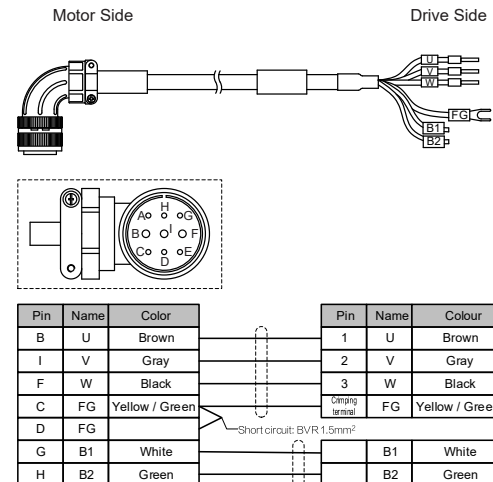 Motor Side Drive Side
U
V
W
FG
B1
B2
H
A G
B I F
C E
D
Pin Name Color Pin Name Colour
B U Brown 1 U Brown
I V Gray 2 V Gray
F W Black 3 W Black
C FG Yellow / Green Crimping terminal FG Yellow / Gree
D FG
Short circuit: BVR 1.5mm²
G B1 White B1 White
H B2 Green B2 Green